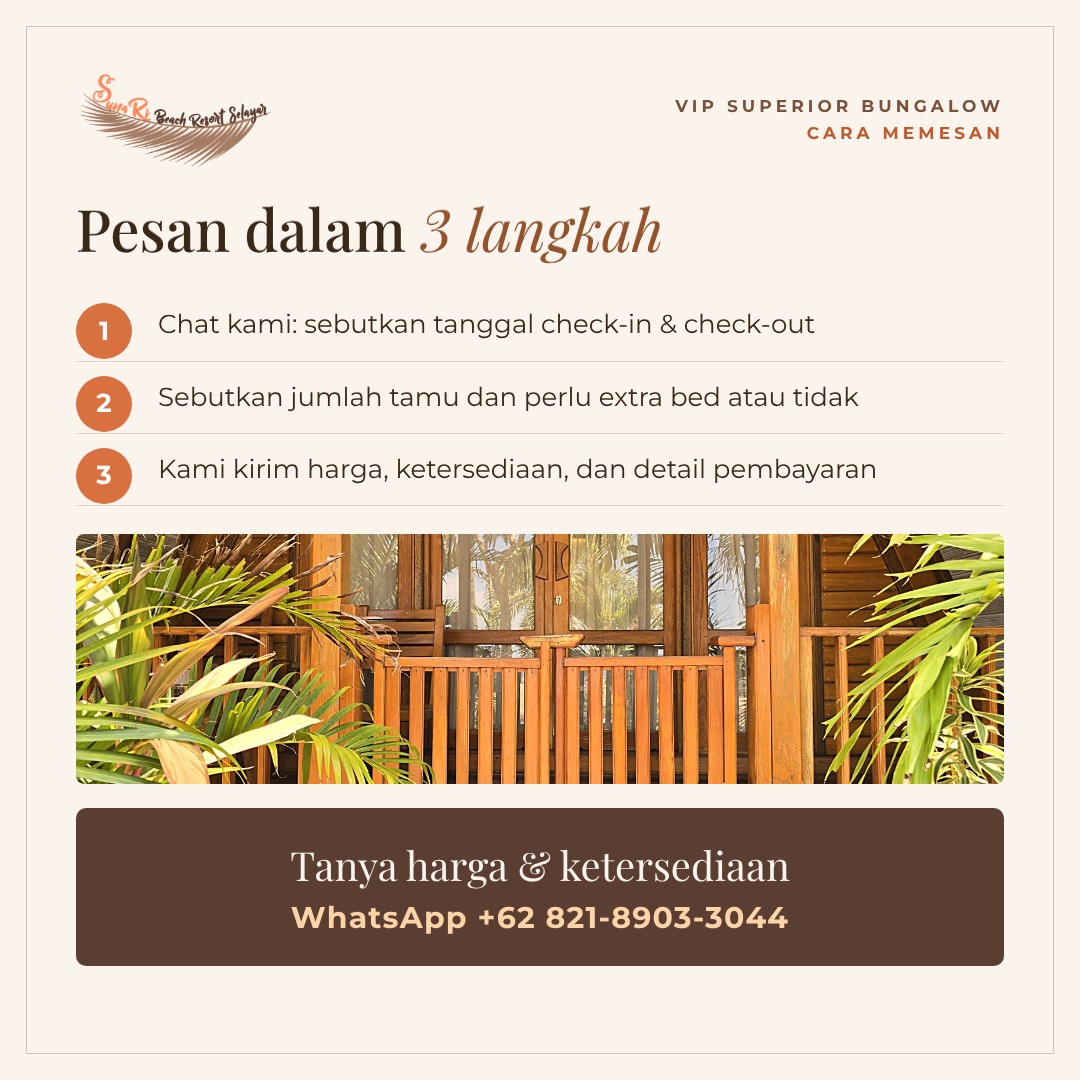 SunaRi Beach Resort Selayar
VIP SUPERIOR BUNGALOW
CARA MEMESAN
Pesan dalam 3 langkah
1 Chat kami: sebutkan tanggal check-in & check-out
2 Sebutkan jumlah tamu dan perlu extra bed atau tidak
3 Kami kirim harga, ketersediaan, dan detail pembayaran
Tanya harga & ketersediaan
WhatsApp +62 821-8903-3044